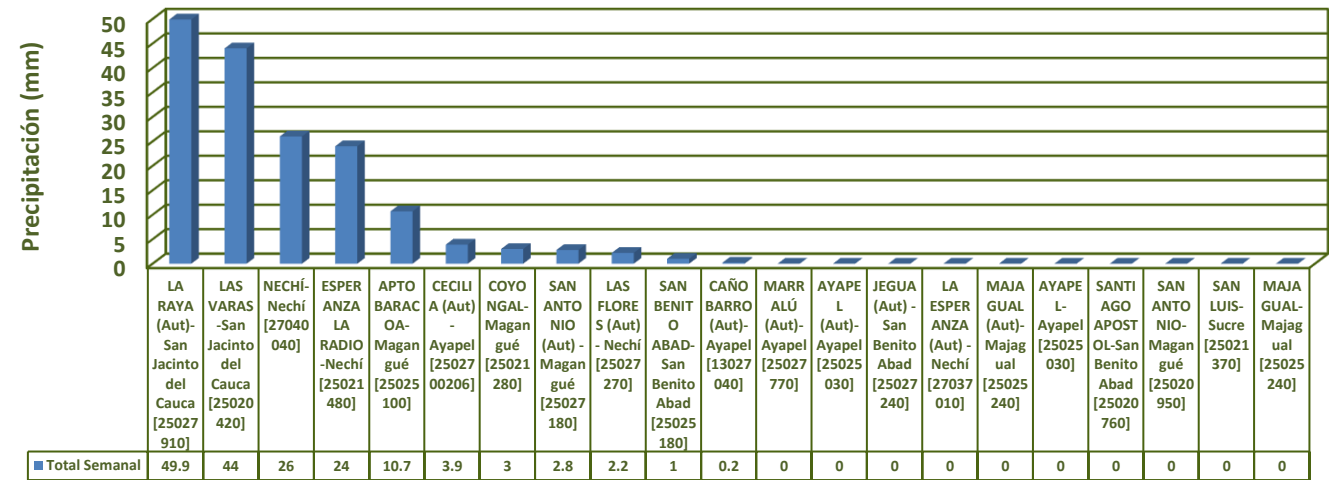 Precipitación (mm)
50
45
40
35
30
25
20
15
10
5
0
LA
RAYA
(Aut)-
San
Jacinto
del
Cauca
[25027
910]
LAS
VARAS
-San
Jacinto
del
Cauca
[25020
420]
NECHÍ-
Nechí
[27040
040]
ESPER
ANZA
LA
RADIO
-Nechí
[25021
480]
APTO
BARAC
OA-
Magan
gué
[25025
100]
CECILI
A (Aut)
-
Ayapel
[25027
00206]
COYO
NGAL-
Magan
gué
[25021
280]
SAN
ANTO
NIO
(Aut) -
Magan
gué
[25027
180]
LAS
FLORE
S (Aut)
- Nechí
[25027
270]
SAN
BENIT
O
ABAD-
San
Benito
Abad
[25025
180]
CAÑO
BARRO
(Aut)-
Ayapel
[13027
040]
MARR
ALÚ
(Aut)-
Ayapel
[25027
770]
AYAPE
L
(Aut)-
Ayapel
[25025
030]
JEGUA
(Aut) -
San
Benito
Abad
[25027
240]
LA
ESPER
ANZA
(Aut) -
Nechí
[27037
010]
MAJA
GUAL
(Aut)-
Majag
ual
[25025
240]
AYAPE
L-
Ayapel
[25025
030]
SANTI
AGO
APOST
OL-San
Benito
Abad
[25020
760]
SAN
ANTO
NIO-
Magan
gué
[25020
950]
SAN
LUIS-
Sucre
[25021
370]
MAJA
GUAL-
Majag
ual
[25025
240]
Total Semanal 49.9 44 26 24 10.7 3.9 3 2.8 2.2 1 0.2 0 0 0 0 0 0 0 0 0 0